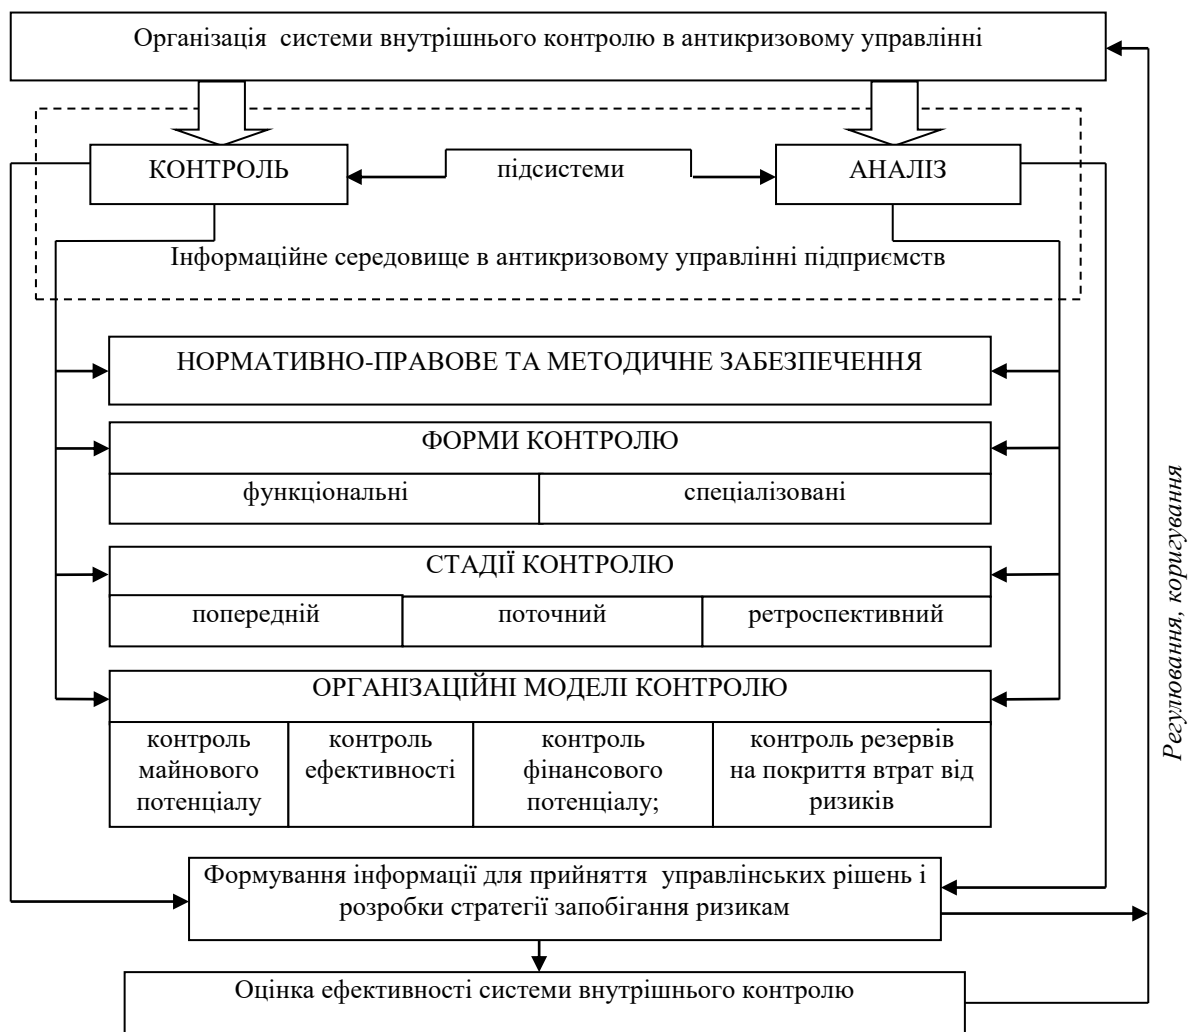 Організація системи внутрішнього контролю в антикризовому управлінні
КОНТРОЛЬ
підсистеми
АНАЛІЗ
Інформаційне середовище в антикризовому управлінні підприємств
НОРМАТИВНО-ПРАВОВЕ ТА МЕТОДИЧНЕ ЗАБЕЗПЕЧЕННЯ
ФОРМИ КОНТРОЛЮ
функціональні
спеціалізовані
СТАДІЇ КОНТРОЛЮ
попередній
поточний
ретроспективний
ОРГАНІЗАЦІЙНІ МОДЕЛІ КОНТРОЛЮ
контроль
майнового
потенціалу
контроль
ефективності
контроль
фінансового
потенціалу;
контроль резервів
на покриття втрат від
ризиків
Формування інформації для прийняття управлінських рішень і
розробки стратегії запобігання ризикам
Оцінка ефективності системи внутрішнього контролю
Регулювання, коригування